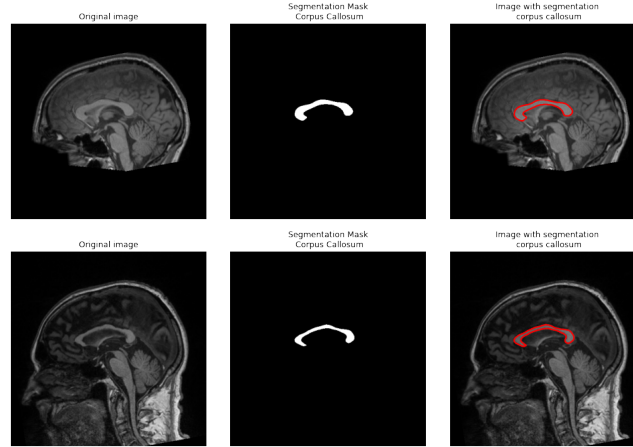 Original image
Segmentation Mask
Corpus Callosum
Image with segmentation
corpus callosum
Original image
Segmentation Mask
Corpus Callosum
Image with segmentation
corpus callosum